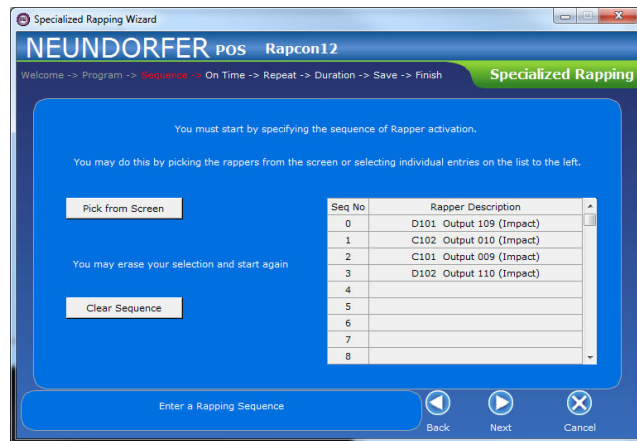 Specialized Rapping Wizard
NEUNDORFER POS Rapcon12
Welcome -> Program -> Sequence -> On Time -> Repeat -> Duration -> Save -> Finish
Specialized Rapping
You must start by specifying the sequence of Rapper activation.
You may do this by picking the rappers from the screen or selecting individual entries on the list to the left.
Pick from Screen
You may erase your selection and start again
Clear Sequence
Seq No Rapper Description
0 D101 Output 109 (Impact)
1 C102 Output 010 (Impact)
2 C101 Output 009 (Impact)
3 D102 Output 110 (Impact)
4
5
6
7
8
Enter a Rapping Sequence
Back Next Cancel